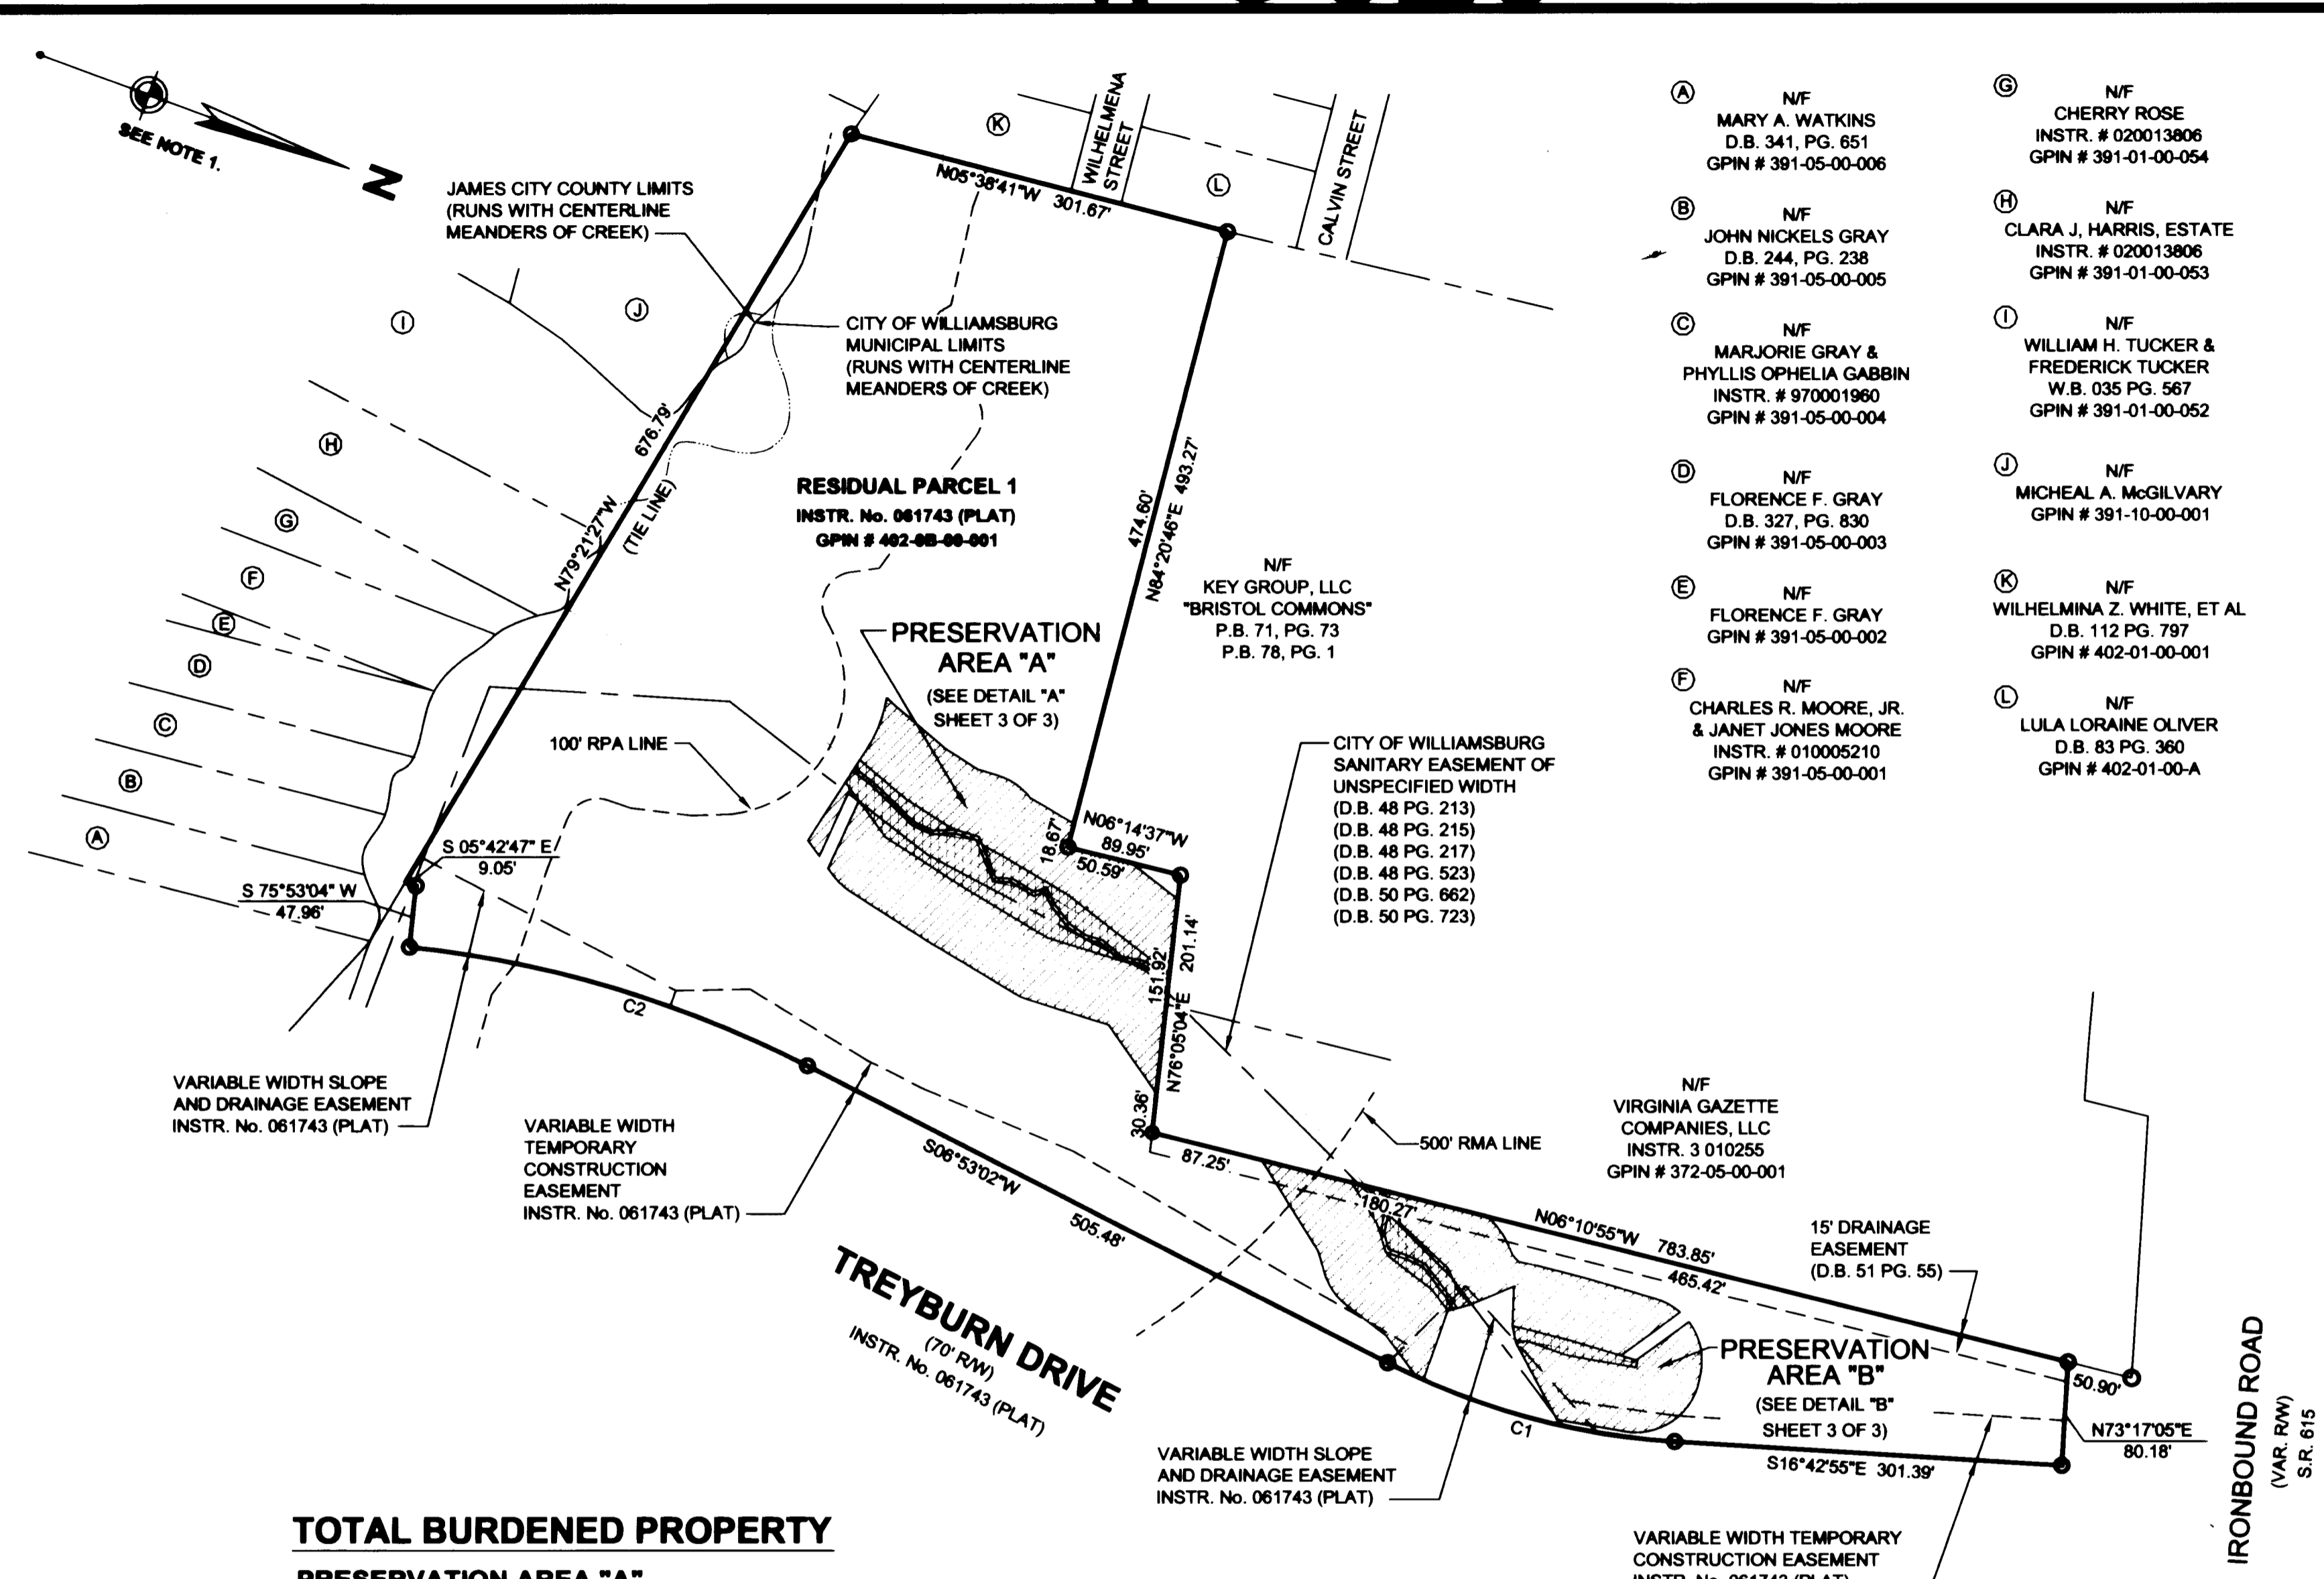 SEE NOTE 1.
N
JAMES CITY COUNTY LIMITS
(RUNS WITH CENTERLINE
MEANDERS OF CREEK)
K
WILHELMENA
STREET
L
CALVIN STREET
N05°38'41"W 301.67'
I
J
CITY OF WILLIAMSBURG
MUNICIPAL LIMITS
(RUNS WITH CENTERLINE
MEANDERS OF CREEK)
H
676.79'
N79°21'27"W
(TIE LINE)
RESIDUAL PARCEL 1
INSTR. No. 061743 (PLAT)
GPIN # 402-0B-00-001
474.60'
N84°20'46"E 493.27'
G
F
E
D
C
B
A
N/F
KEY GROUP, LLC
"BRISTOL COMMONS"
P.B. 71, PG. 73
P.B. 78, PG. 1
PRESERVATION
AREA "A"
(SEE DETAIL "A"
SHEET 3 OF 3)
100' RPA LINE
CITY OF WILLIAMSBURG
SANITARY EASEMENT OF
UNSPECIFIED WIDTH
(D.B. 48 PG. 213)
(D.B. 48 PG. 215)
(D.B. 48 PG. 217)
(D.B. 48 PG. 523)
(D.B. 50 PG. 662)
(D.B. 50 PG. 723)
S 05°42'47" E
9.05'
S 75°53'04" W
47.96'
18.67'
N06°14'37"W
89.95'
50.59'
201.14'
151.92'
N76°05'04"E
30.36'
C2
VARIABLE WIDTH SLOPE
AND DRAINAGE EASEMENT
INSTR. No. 061743 (PLAT)
VARIABLE WIDTH
TEMPORARY
CONSTRUCTION
EASEMENT
INSTR. No. 061743 (PLAT)
S06°53'02"W
505.48'
TREYBURN DRIVE
(70' R/W)
INSTR. No. 061743 (PLAT)
87.25'
500' RMA LINE
N/F
VIRGINIA GAZETTE
COMPANIES, LLC
INSTR. 3 010255
GPIN # 372-05-00-001
180.27'
N06°10'55"W 783.85'
465.42'
15' DRAINAGE
EASEMENT
(D.B. 51 PG. 55)
PRESERVATION
AREA "B"
(SEE DETAIL "B"
SHEET 3 OF 3)
C1
50.90'
N73°17'05"E
80.18'
S16°42'55"E 301.39'
VARIABLE WIDTH SLOPE
AND DRAINAGE EASEMENT
INSTR. No. 061743 (PLAT)
VARIABLE WIDTH TEMPORARY
CONSTRUCTION EASEMENT
INSTR. No. 061743 (PLAT)
IRONBOUND ROAD
(VAR. R/W)
S.R. 615
A
N/F
MARY A. WATKINS
D.B. 341, PG. 651
GPIN # 391-05-00-006
B
N/F
JOHN NICKELS GRAY
D.B. 244, PG. 238
GPIN # 391-05-00-005
C
N/F
MARJORIE GRAY &
PHYLLIS OPHELIA GABBIN
INSTR. # 970001960
GPIN # 391-05-00-004
D
N/F
FLORENCE F. GRAY
D.B. 327, PG. 830
GPIN # 391-05-00-003
E
N/F
FLORENCE F. GRAY
GPIN # 391-05-00-002
F
N/F
CHARLES R. MOORE, JR.
& JANET JONES MOORE
INSTR. # 010005210
GPIN # 391-05-00-001
G
N/F
CHERRY ROSE
INSTR. # 020013806
GPIN # 391-01-00-054
H
N/F
CLARA J, HARRIS, ESTATE
INSTR. # 020013806
GPIN # 391-01-00-053
I
N/F
WILLIAM H. TUCKER &
FREDERICK TUCKER
W.B. 035 PG. 567
GPIN # 391-01-00-052
J
N/F
MICHEAL A. McGILVARY
GPIN # 391-10-00-001
K
N/F
WILHELMINA Z. WHITE, ET AL
D.B. 112 PG. 797
GPIN # 402-01-00-001
L
N/F
LULA LORAINE OLIVER
D.B. 83 PG. 360
GPIN # 402-01-00-A
TOTAL BURDENED PROPERTY
PRESERVATION AREA "A"